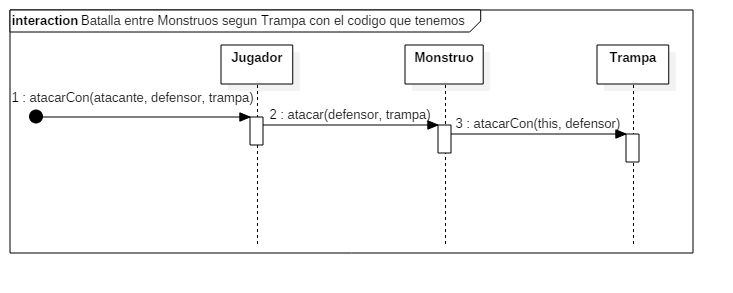 interaction Batalla entre Monstruos segun Trampa con el codigo que tenemos
Jugador
Monstruo
Trampa
1 : atacarCon(atacante, defensor, trampa)
2 : atacar(defensor, trampa)
3 : atacarCon(this, defensor)